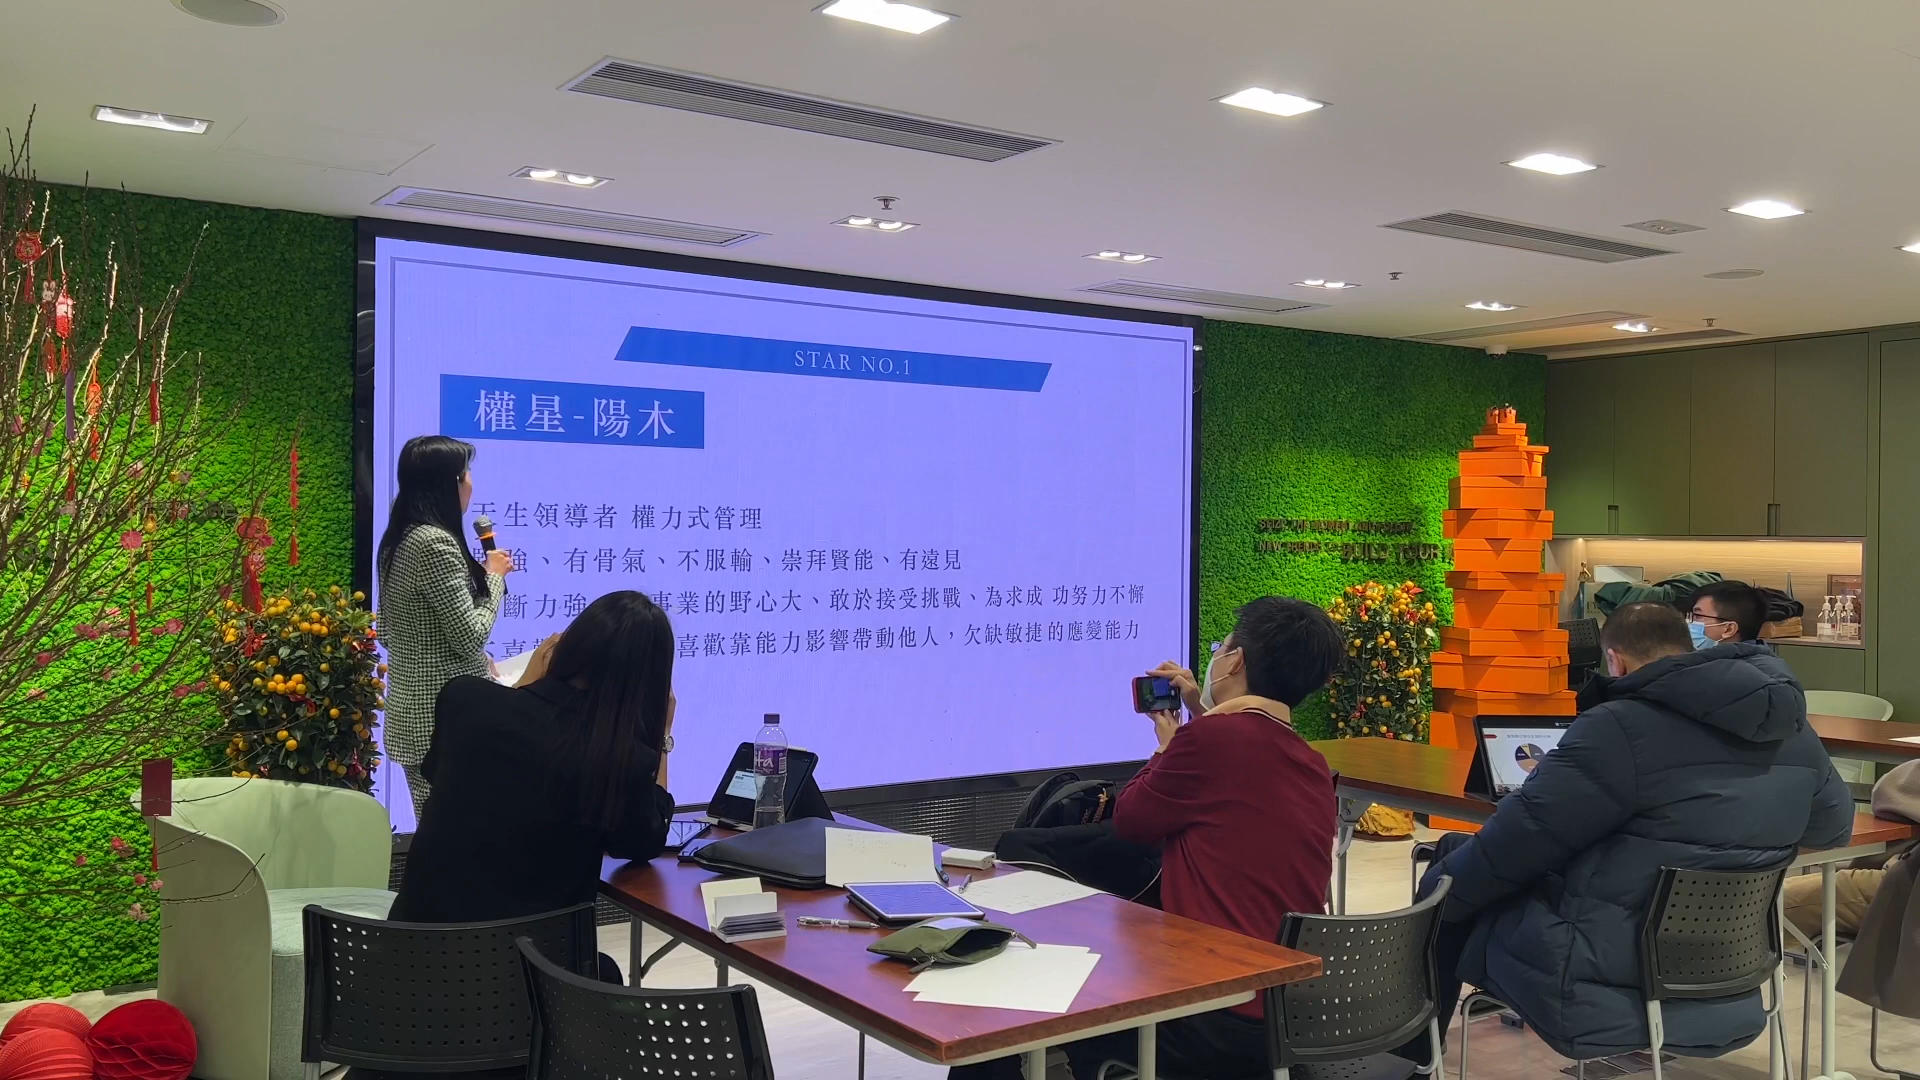 STAR NO.1
權星-陽木
天生領導者 權力式管理
強、有骨氣、不服輸、崇拜賢能、有遠見
斷力強 事業的野心大、敢於接受挑戰、為求成 功努力不懈
喜歡靠能力影響帶動他人，欠缺敏捷的應變能力
BUILD YOUR